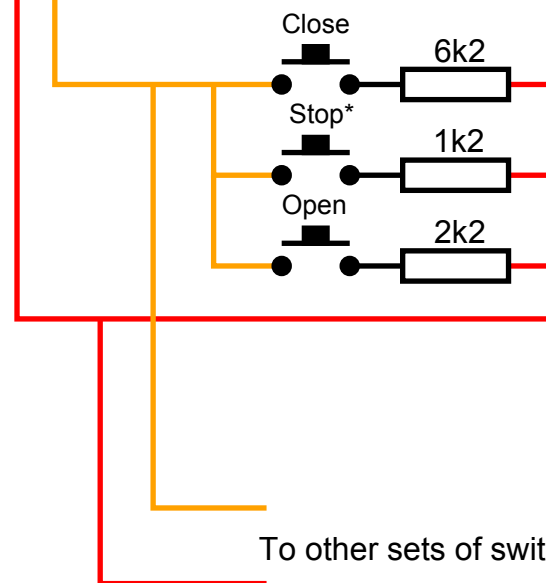 Close
6k2
Stop*
1k2
Open
2k2
To other sets of swit